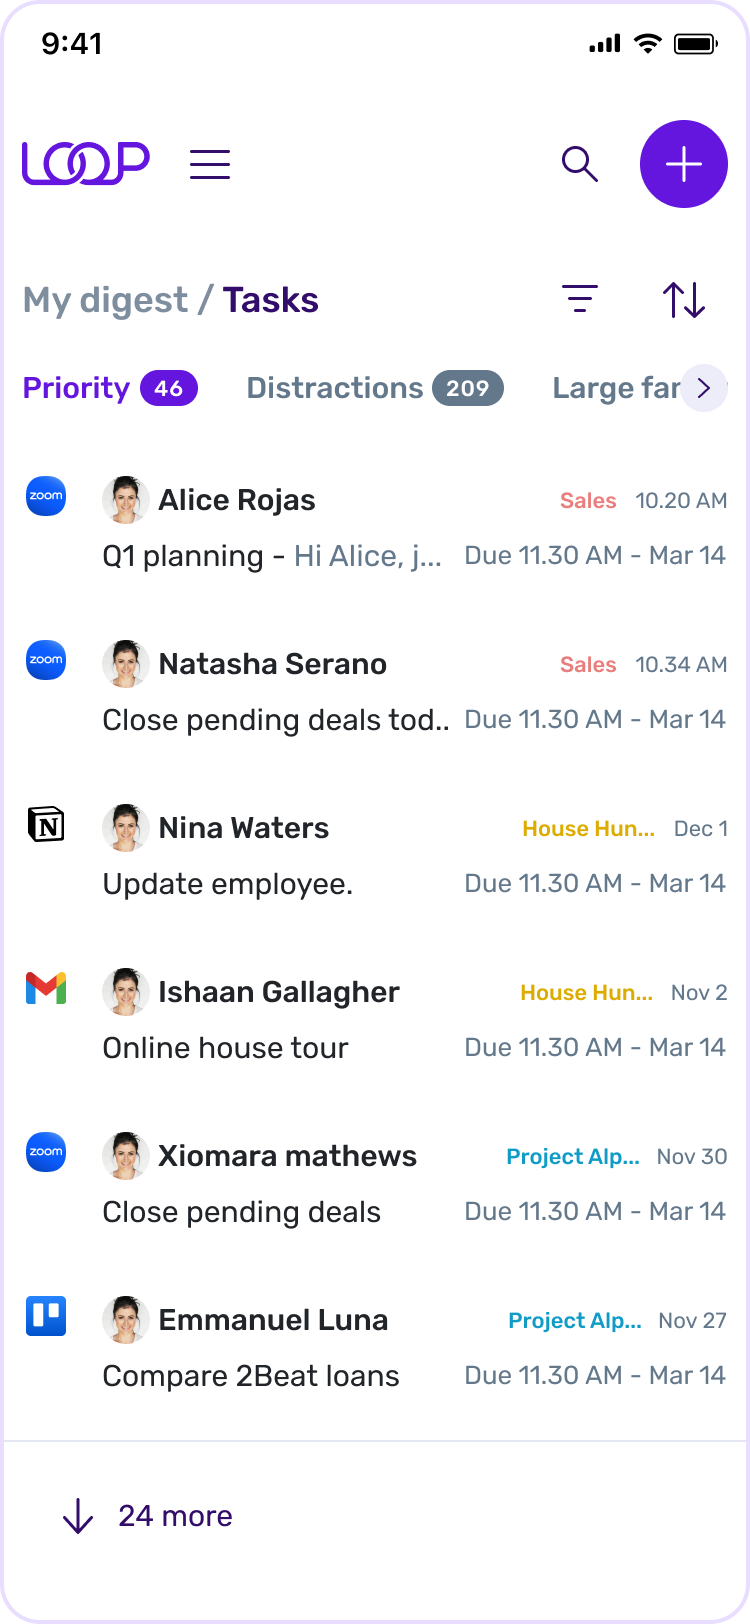 9:41
LOOP
My digest / Tasks
Priority 46 Distractions 209 Large far
zoom Alice Rojas Sales 10.20 AM
Q1 planning - Hi Alice, j... Due 11.30 AM - Mar 14
zoom Natasha Serano Sales 10.34 AM
Close pending deals tod.. Due 11.30 AM - Mar 14
N Nina Waters House Hun... Dec 1
Update employee. Due 11.30 AM - Mar 14
Ishaan Gallagher House Hun... Nov 2
Online house tour Due 11.30 AM - Mar 14
zoom Xiomara mathews Project Alp... Nov 30
Close pending deals Due 11.30 AM - Mar 14
Emmanuel Luna Project Alp... Nov 27
Compare 2Beat loans Due 11.30 AM - Mar 14
24 more